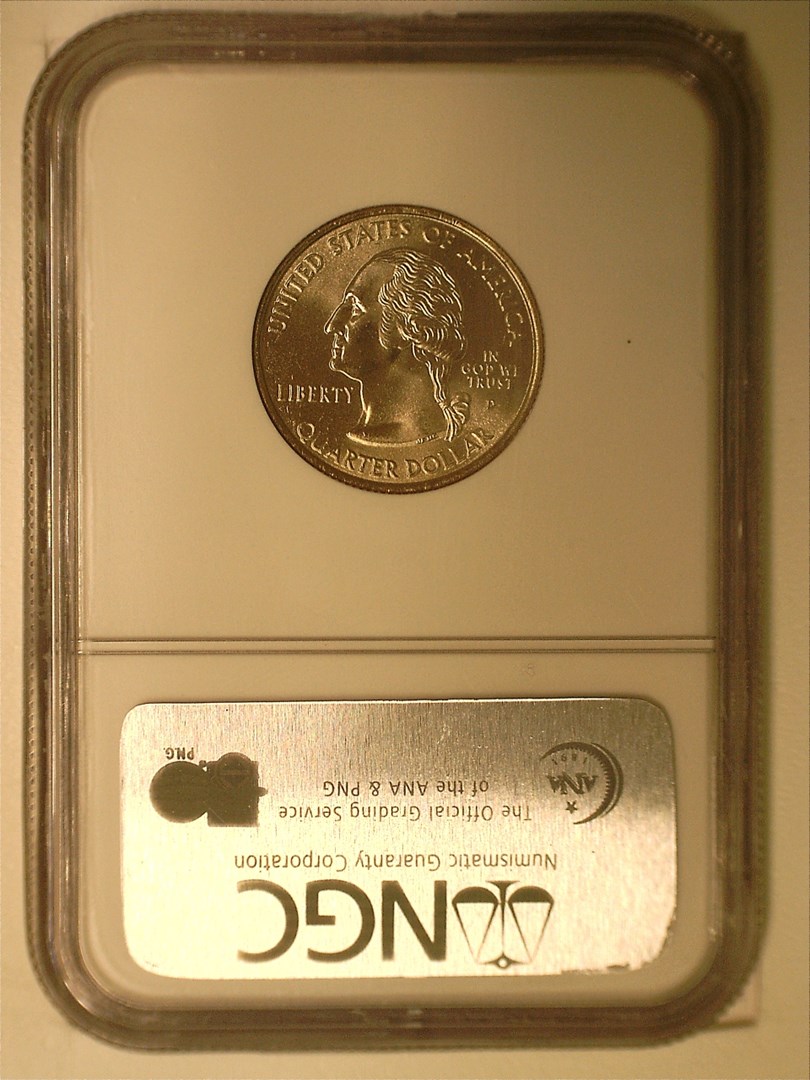 UNITED STATES OF AMERICA
LIBERTY
IN
GOD WE
TRUST
P
QUARTER DOLLAR
NGC
Numismatic Guaranty Corporation
The Official Grading Service
of the ANA & PNG
ANA
1891
P.N.G.